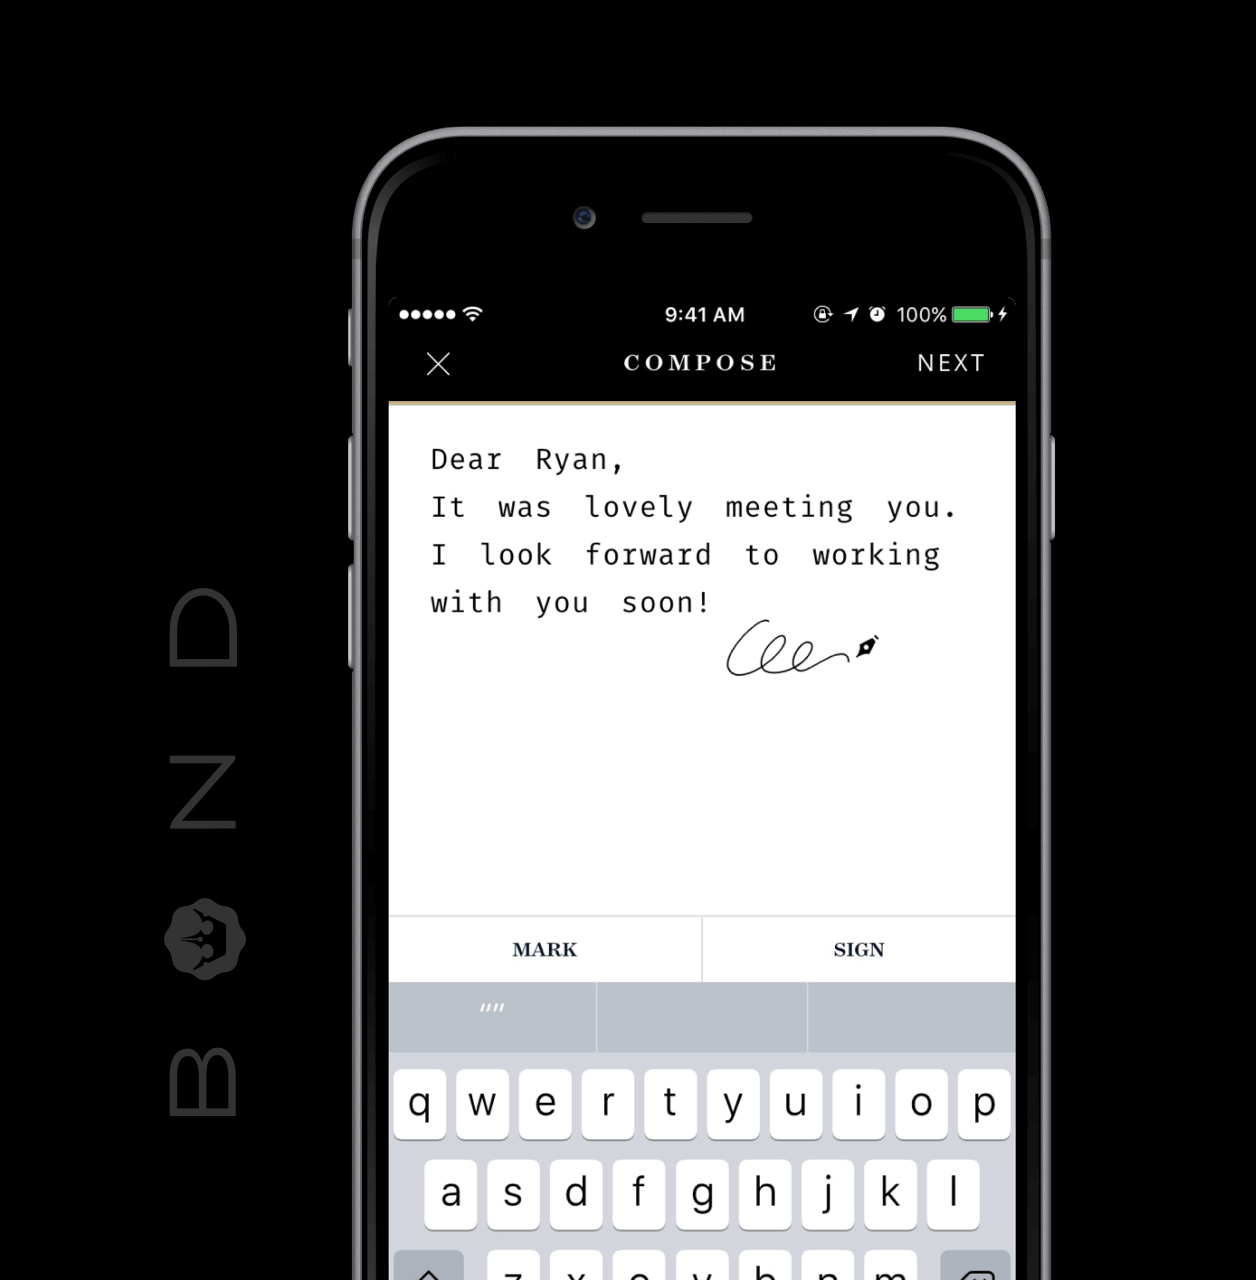 9:41 AM 100%
COMPOSE NEXT
Dear Ryan,
It was lovely meeting you.
I look forward to working
with you soon!
MARK SIGN
""
q w e r t y u i o p
a s d f g h j k l
z x c v b n m
BOND